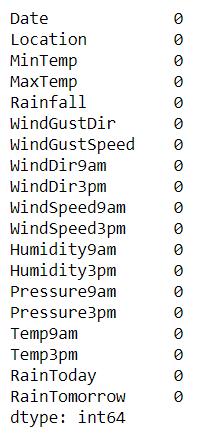 Date 0
Location 0
MinTemp 0
MaxTemp 0
Rainfall 0
WindGustDir 0
WindGustSpeed 0
WindDir9am 0
WindDir3pm 0
WindSpeed9am 0
WindSpeed3pm 0
Humidity9am 0
Humidity3pm 0
Pressure9am 0
Pressure3pm 0
Temp9am 0
Temp3pm 0
RainToday 0
RainTomorrow 0
dtype: int64